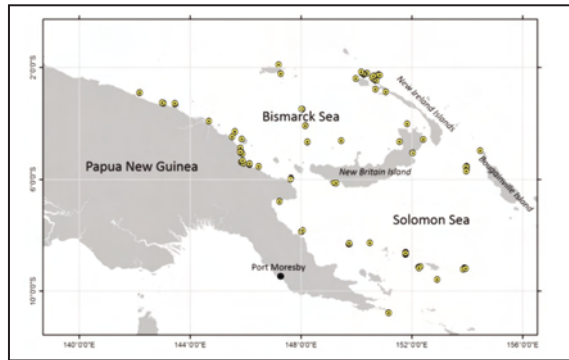 2°0'0"S
Bismarck Sea
New Ireland Islands
Papua New Guinea
New Britain Island
Bougainville Island
6°0'0"S
Solomon Sea
Port Moresby
10°0'0"S
140°0'0"E
144°0'0"E
148°0'0"E
152°0'0"E
156°0'0"E